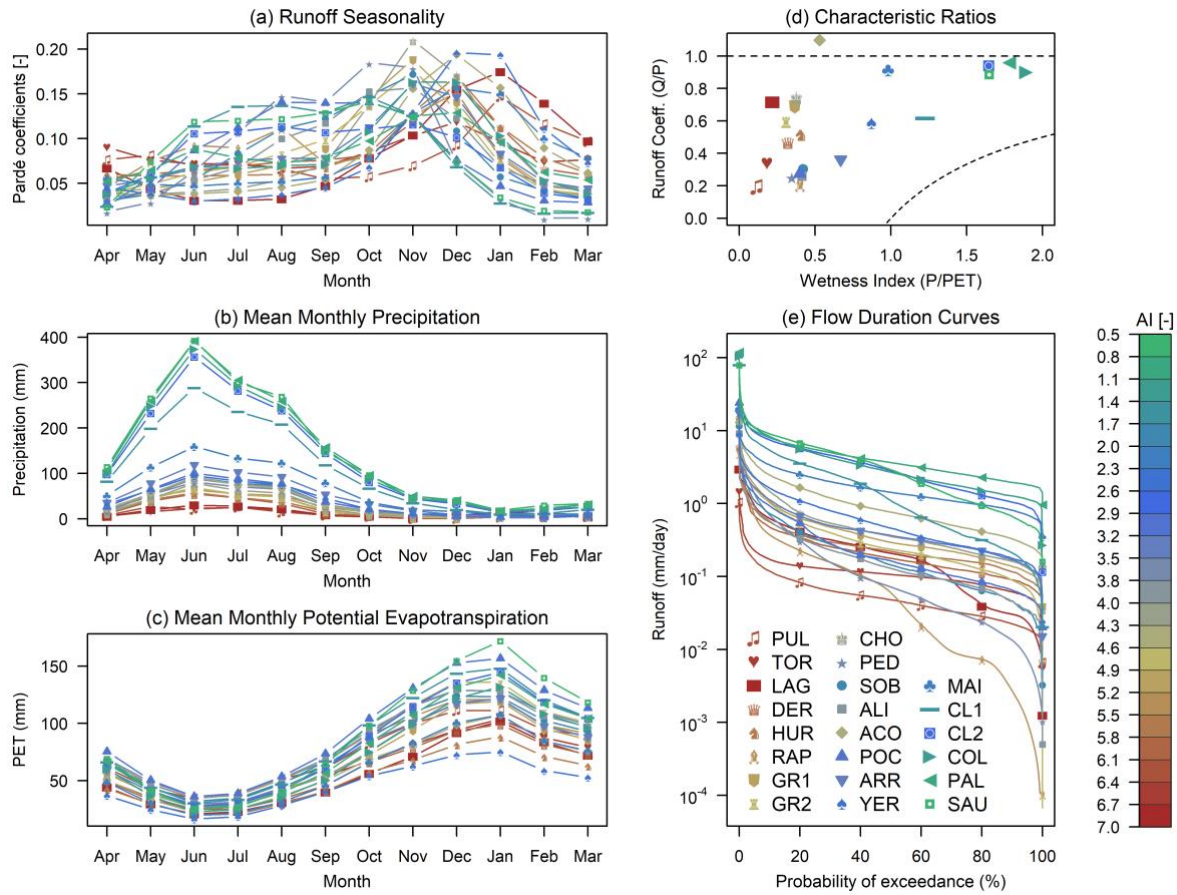 (a) Runoff Seasonality
Pardé coefficients [-]
0.20
0.15
0.10
0.05
Apr May Jun Jul Aug Sep Oct Nov Dec Jan Feb Mar
Month
(b) Mean Monthly Precipitation
Precipitation (mm)
400
300
200
100
0
Apr May Jun Jul Aug Sep Oct Nov Dec Jan Feb Mar
Month
(c) Mean Monthly Potential Evapotranspiration
PET (mm)
150
100
50
Apr May Jun Jul Aug Sep Oct Nov Dec Jan Feb Mar
Month
(d) Characteristic Ratios
Runoff Coeff. (Q/P)
1.0
0.8
0.6
0.4
0.2
0.0
0.0 0.5 1.0 1.5 2.0
Wetness Index (P/PET)
(e) Flow Duration Curves
Runoff (mm/day)
10²
10¹
10⁰
10⁻¹
10⁻²
10⁻³
10⁻⁴
PUL CHO
TOR PED
LAG SOB MAI
DER ALI CL1
HUR ACO CL2
RAP POC COL
GR1 ARR PAL
GR2 YER SAU
0 20 40 60 80 100
Probability of exceedance (%)
AI [-]
0.5
0.8
1.1
1.4
1.7
2.0
2.3
2.6
2.9
3.2
3.5
3.8
4.0
4.3
4.6
4.9
5.2
5.5
5.8
6.1
6.4
6.7
7.0